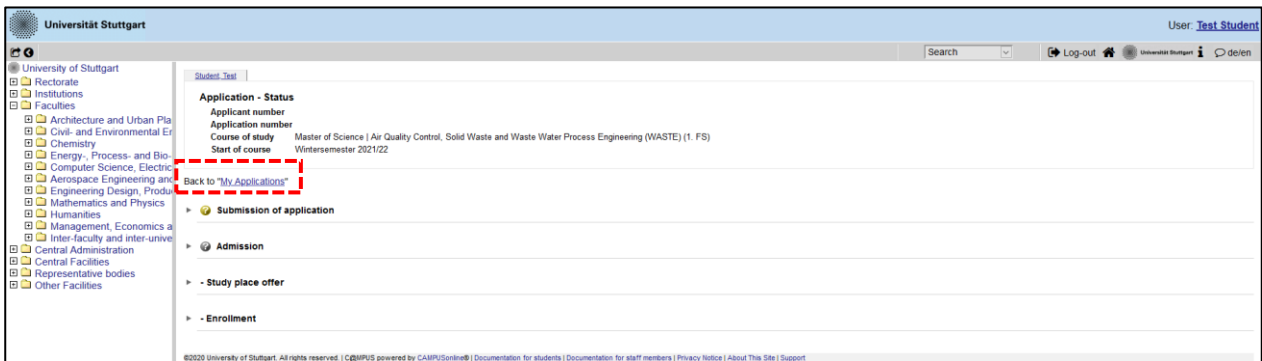 Universität Stuttgart
User: Test Student
Search
Log-out
Universität Stuttgart
de/en
University of Stuttgart
Rectorate
Institutions
Faculties
Architecture and Urban Pla
Civil- and Environmental Er
Chemistry
Energy-, Process- and Bio-
Computer Science, Electric
Aerospace Engineering and
Engineering Design, Produ
Mathematics and Physics
Humanities
Management, Economics a
Inter-faculty and inter-unive
Central Administration
Central Facilities
Representative bodies
Other Facilities
Student, Test
Application - Status
Applicant number
Application number
Course of study Master of Science | Air Quality Control, Solid Waste and Waste Water Process Engineering (WASTE) (1. FS)
Start of course Wintersemester 2021/22
Back to "My Applications"
Submission of application
Admission
- Study place offer
- Enrollment
©2020 University of Stuttgart. All rights reserved. | C@MPUS powered by CAMPUSonline® | Documentation for students | Documentation for staff members | Privacy Notice | About This Site | Support